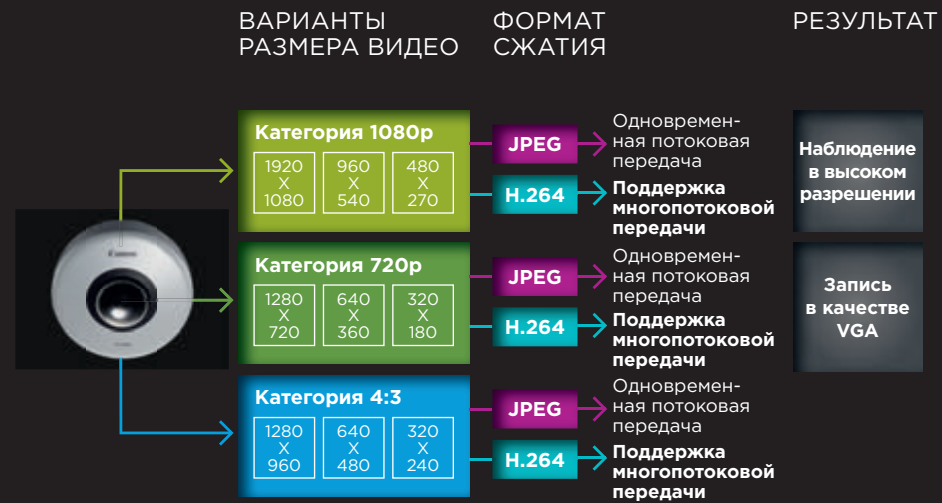 ВАРИАНТЫ
РАЗМЕРА ВИДЕО
ФОРМАТ
СЖАТИЯ
РЕЗУЛЬТАТ
Canon
Категория 1080p
1920
X
1080
960
X
540
480
X
270
JPEG
Одновремен-
ная потоковая
передача
H.264
Поддержка
многопотоковой
передачи
Наблюдение
в высоком
разрешении
Категория 720p
1280
X
720
640
X
360
320
X
180
JPEG
Одновремен-
ная потоковая
передача
H.264
Поддержка
многопотоковой
передачи
Запись
в качестве
VGA
Категория 4:3
1280
X
960
640
X
480
320
X
240
JPEG
Одновремен-
ная потоковая
передача
H.264
Поддержка
многопотоковой
передачи